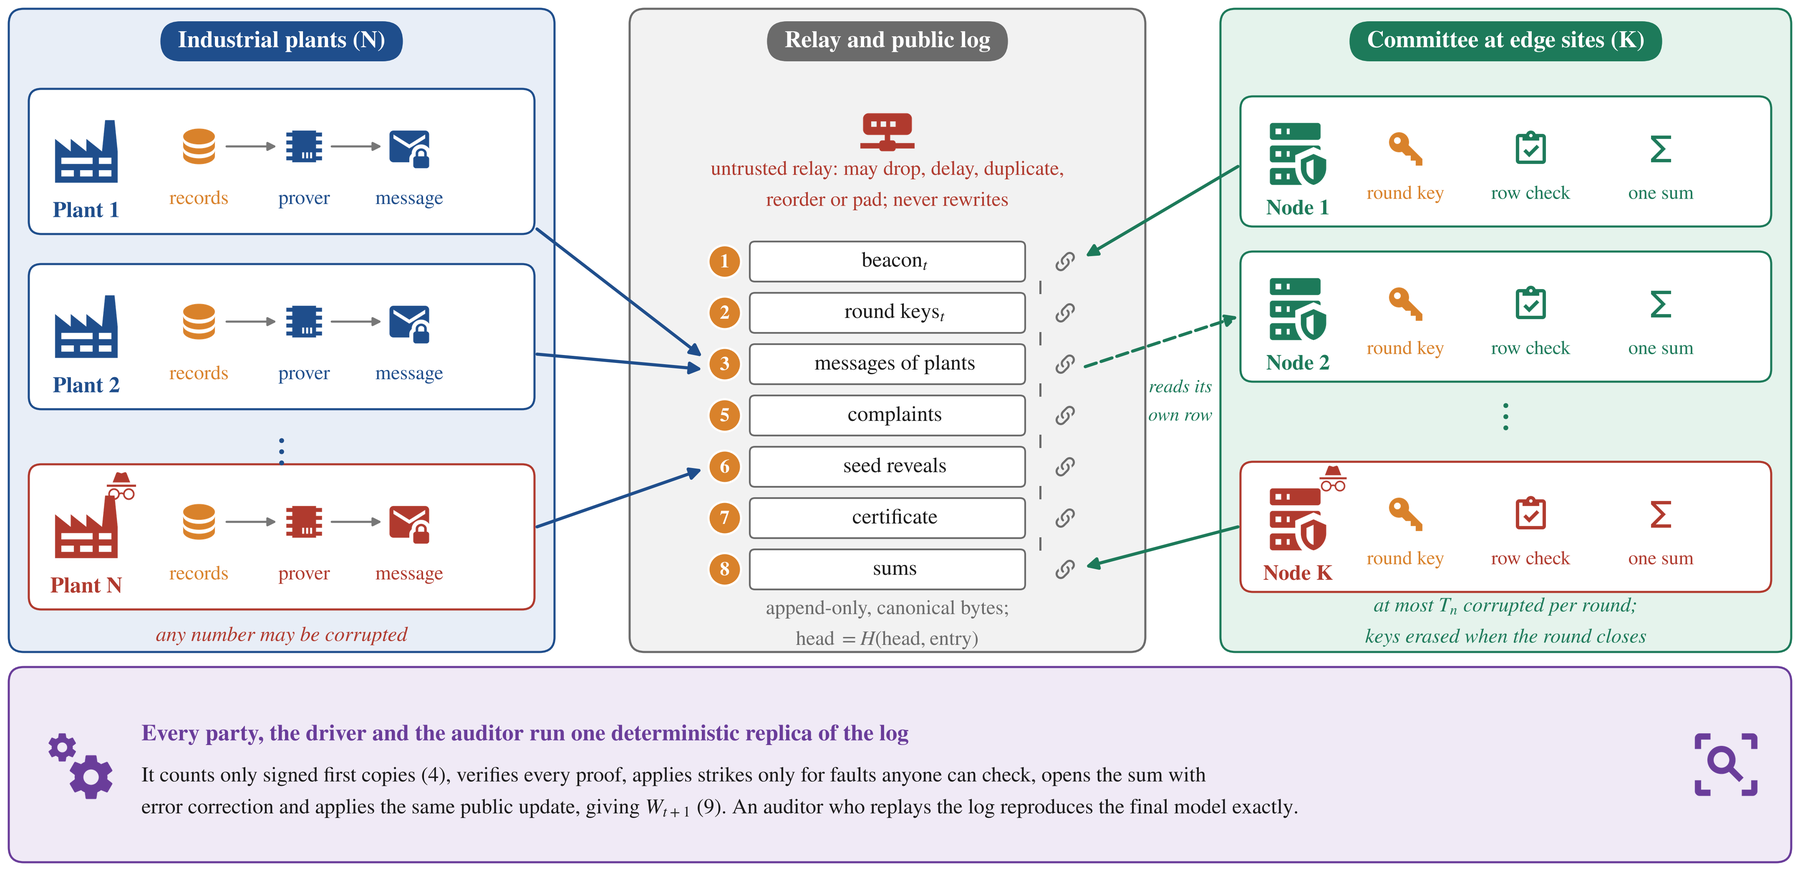 Industrial plants (N)
Plant 1
records
prover
message
Plant 2
records
prover
message
Plant N
records
prover
message
any number may be corrupted
Relay and public log
untrusted relay: may drop, delay, duplicate,
reorder or pad; never rewrites
1 beacon_t
2 round keys_t
3 messages of plants
5 complaints
6 seed reveals
7 certificate
8 sums
append-only, canonical bytes;
head = H(head, entry)
reads its
own row
Committee at edge sites (K)
Node 1
round key
row check
Σ
one sum
Node 2
round key
row check
Σ
one sum
Node K
round key
row check
Σ
one sum
at most T_n corrupted per round;
keys erased when the round closes
Every party, the driver and the auditor run one deterministic replica of the log
It counts only signed first copies (4), verifies every proof, applies strikes only for faults anyone can check, opens the sum with
error correction and applies the same public update, giving W_{t+1} (9). An auditor who replays the log reproduces the final model exactly.